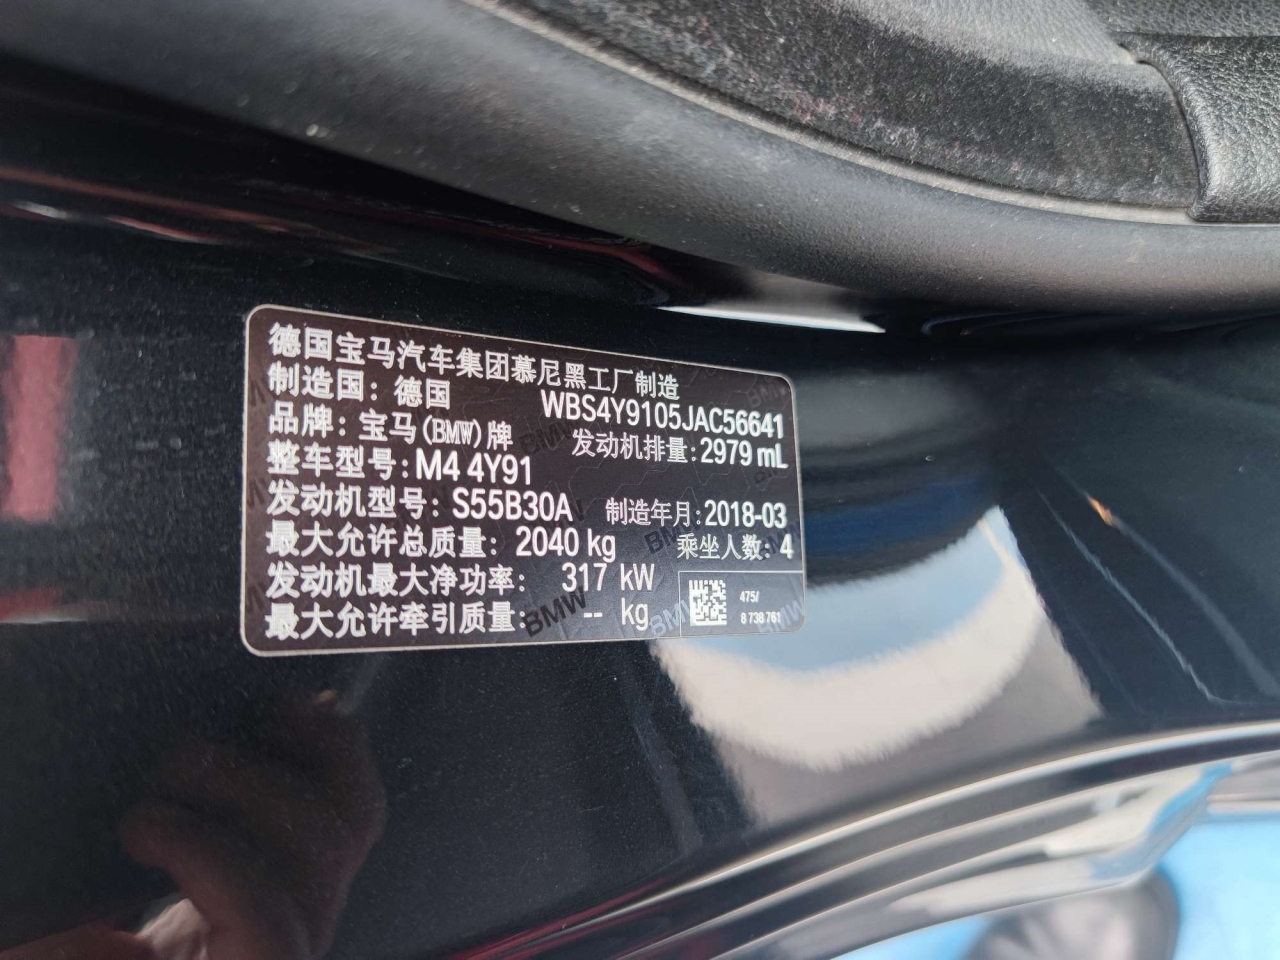 德国宝马汽车集团慕尼黑工厂制造
制造国：德国 WBS4Y9105JAC56641
品牌：宝马(BMW)牌 发动机排量:2979 mL
整车型号:M4 4Y91
发动机型号：S55B30A 制造年月:2018-03
最大允许总质量：2040 kg 乘坐人数：4
发动机最大净功率： 317 kW
最大允许牵引质量： -- kg
475/
8 738 761